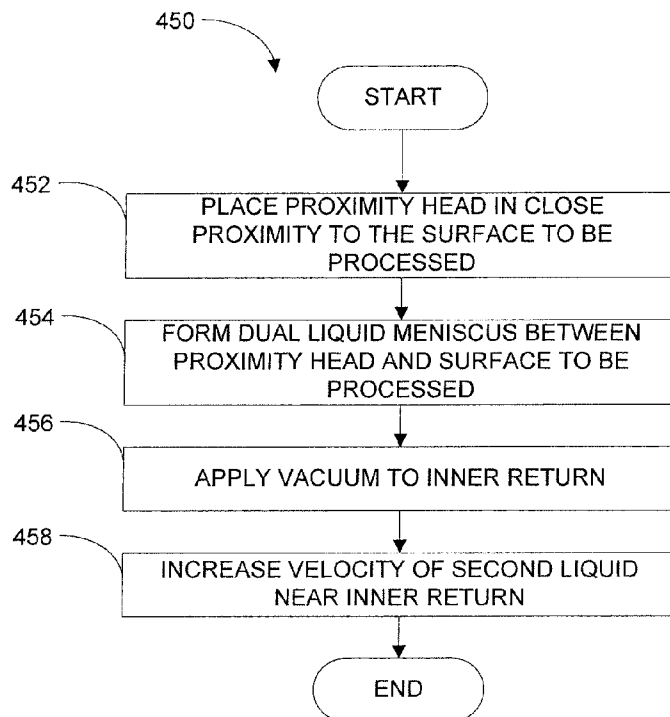 450
START
452
PLACE PROXIMITY HEAD IN CLOSE
PROXIMITY TO THE SURFACE TO BE
PROCESSED
454
FORM DUAL LIQUID MENISCUS BETWEEN
PROXIMITY HEAD AND SURFACE TO BE
PROCESSED
456
APPLY VACUUM TO INNER RETURN
458
INCREASE VELOCITY OF SECOND LIQUID
NEAR INNER RETURN
END